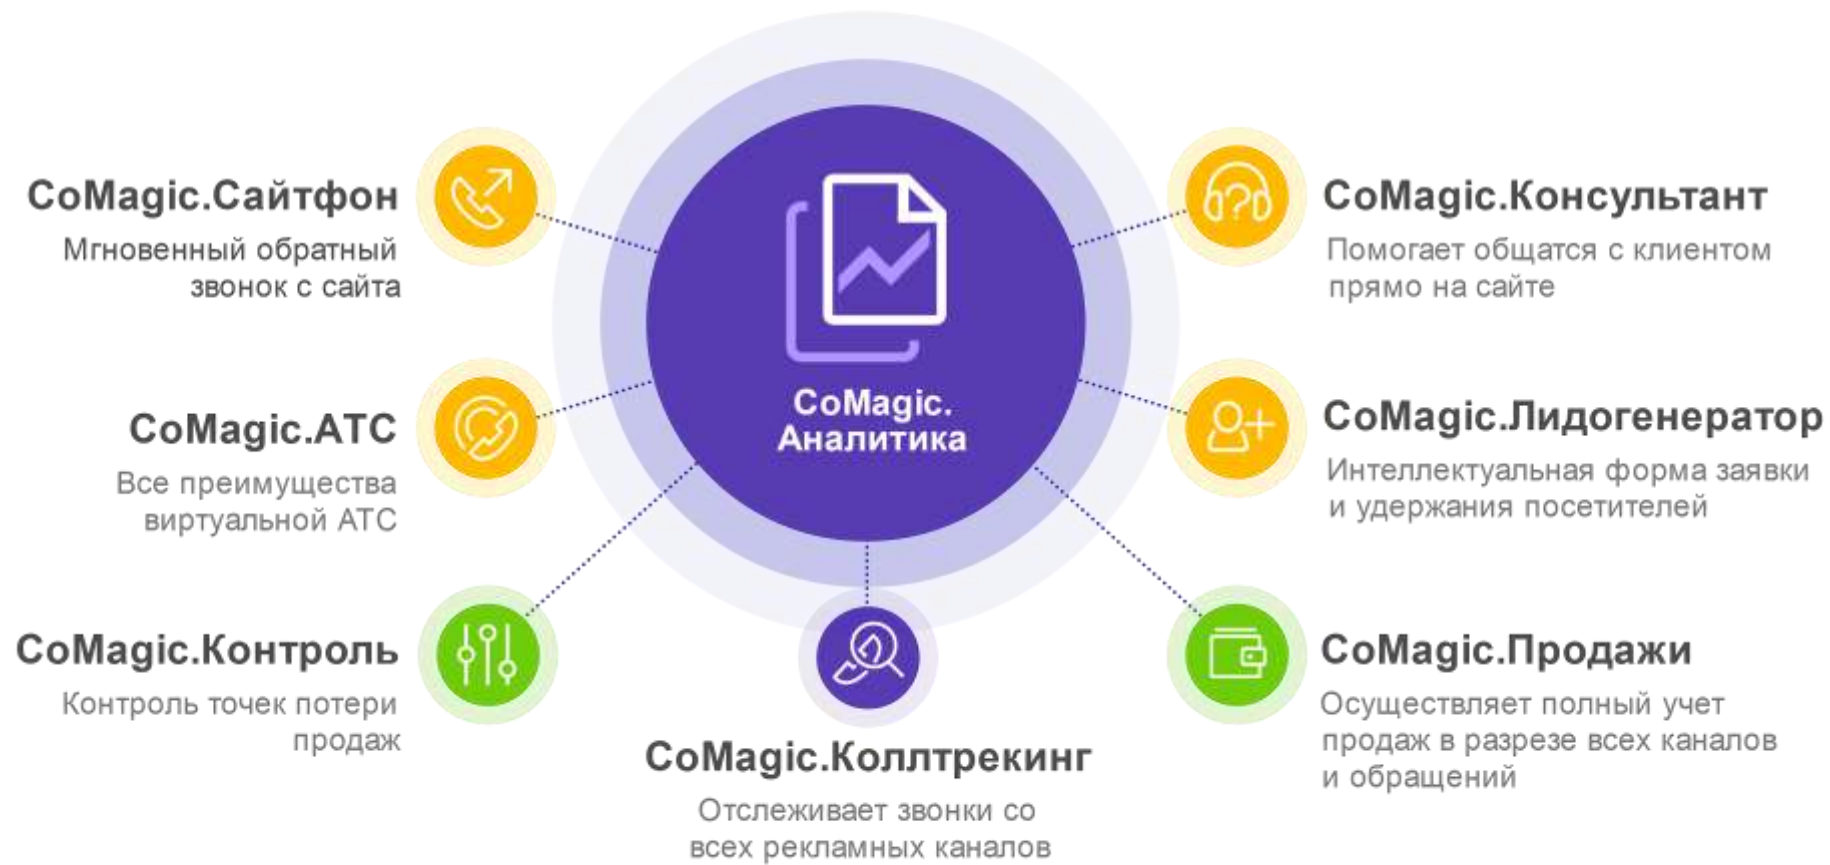 CoMagic.Сайтфон
Мгновенный обратный
звонок с сайта
CoMagic.АТС
Все преимущества
виртуальной АТС
CoMagic.Контроль
Контроль точек потери
продаж
CoMagic.
Аналитика
CoMagic.Коллтрекинг
Отслеживает звонки со
всех рекламных каналов
CoMagic.Консультант
Помогает общатся с клиентом
прямо на сайте
CoMagic.Лидогенератор
Интеллектуальная форма заявки
и удержания посетителей
CoMagic.Продажи
Осуществляет полный учет
продаж в разрезе всех каналов
и обращений